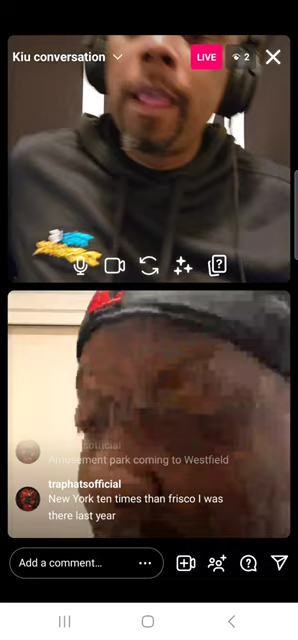 Kiu conversation
LIVE
2
Amusement park coming to Westfield
traphatsofficial
New York ten times than frisco I was
there last year
Add a comment...